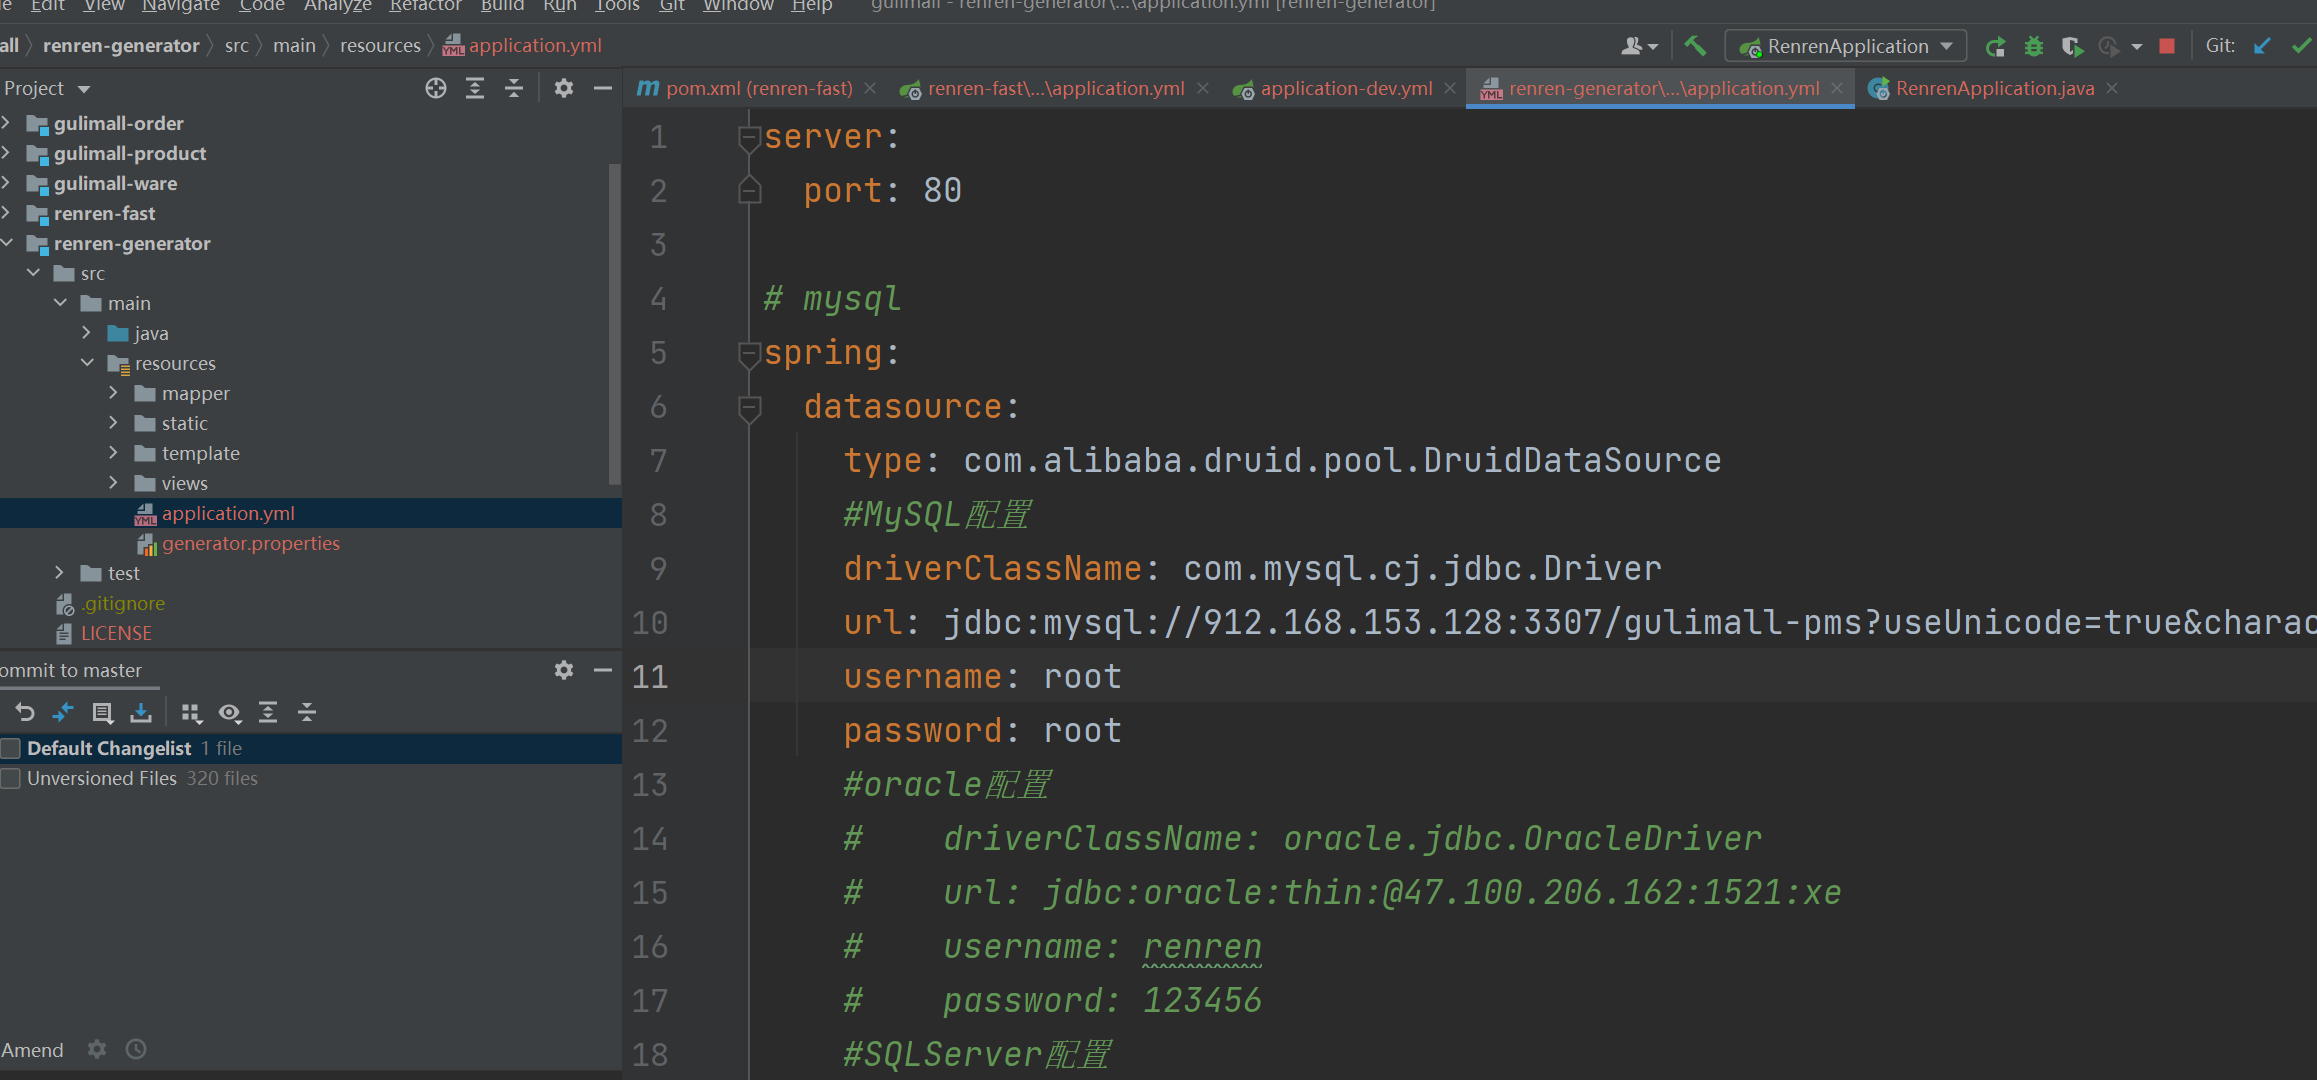 Edit View Navigate Code Analyze Refactor Build Run Tools Git Window Help gulimall - renren-generator\...\application.yml [renren-generator]
all renren-generator src main resources application.yml RenrenApplication Git:
Project
pom.xml (renren-fast) renren-fast\...\application.yml application-dev.yml renren-generator\...\application.yml RenrenApplication.java
gulimall-order
gulimall-product
gulimall-ware
renren-fast
renren-generator
src
main
java
resources
mapper
static
template
views
application.yml
generator.properties
test
.gitignore
LICENSE
ommit to master
Default Changelist 1 file
Unversioned Files 320 files
Amend
1 server:
2 port: 80
3
4 # mysql
5 spring:
6 datasource:
7 type: com.alibaba.druid.pool.DruidDataSource
8 #MySQL配置
9 driverClassName: com.mysql.cj.jdbc.Driver
10 url: jdbc:mysql://912.168.153.128:3307/gulimall-pms?useUnicode=true&charac
11 username: root
12 password: root
13 #oracle配置
14 # driverClassName: oracle.jdbc.OracleDriver
15 # url: jdbc:oracle:thin:@47.100.206.162:1521:xe
16 # username: renren
17 # password: 123456
18 #SQLServer配置